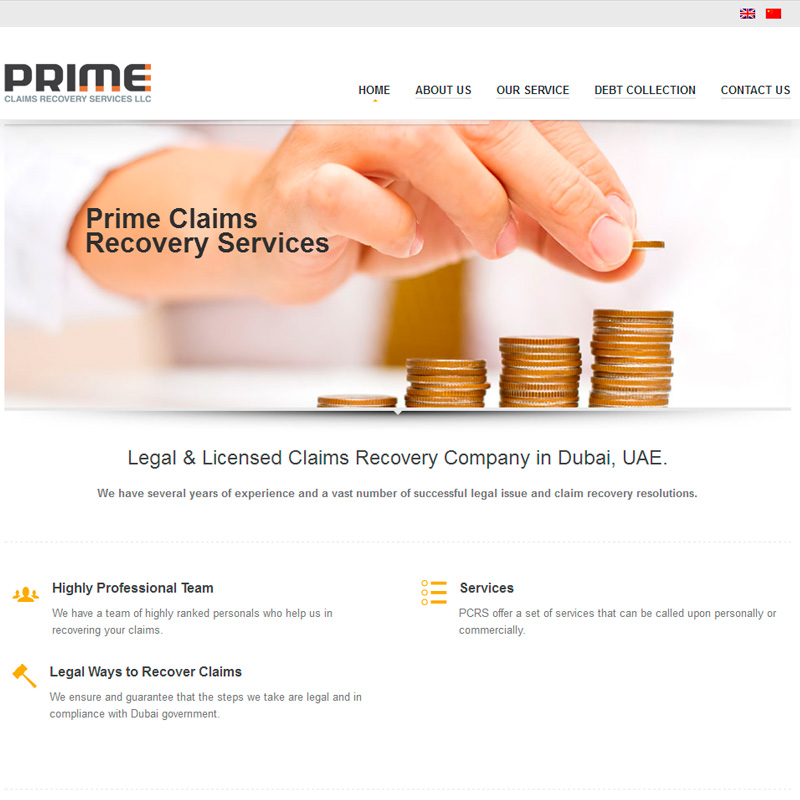 PRIME
CLAIMS RECOVERY SERVICES LLC
HOME
ABOUT US
OUR SERVICE
DEBT COLLECTION
CONTACT US
Prime Claims
Recovery Services
Legal & Licensed Claims Recovery Company in Dubai, UAE.
We have several years of experience and a vast number of successful legal issue and claim recovery resolutions.
Highly Professional Team
We have a team of highly ranked personals who help us in
recovering your claims.
Services
PCRS offer a set of services that can be called upon personally or
commercially.
Legal Ways to Recover Claims
We ensure and guarantee that the steps we take are legal and in
compliance with Dubai government.